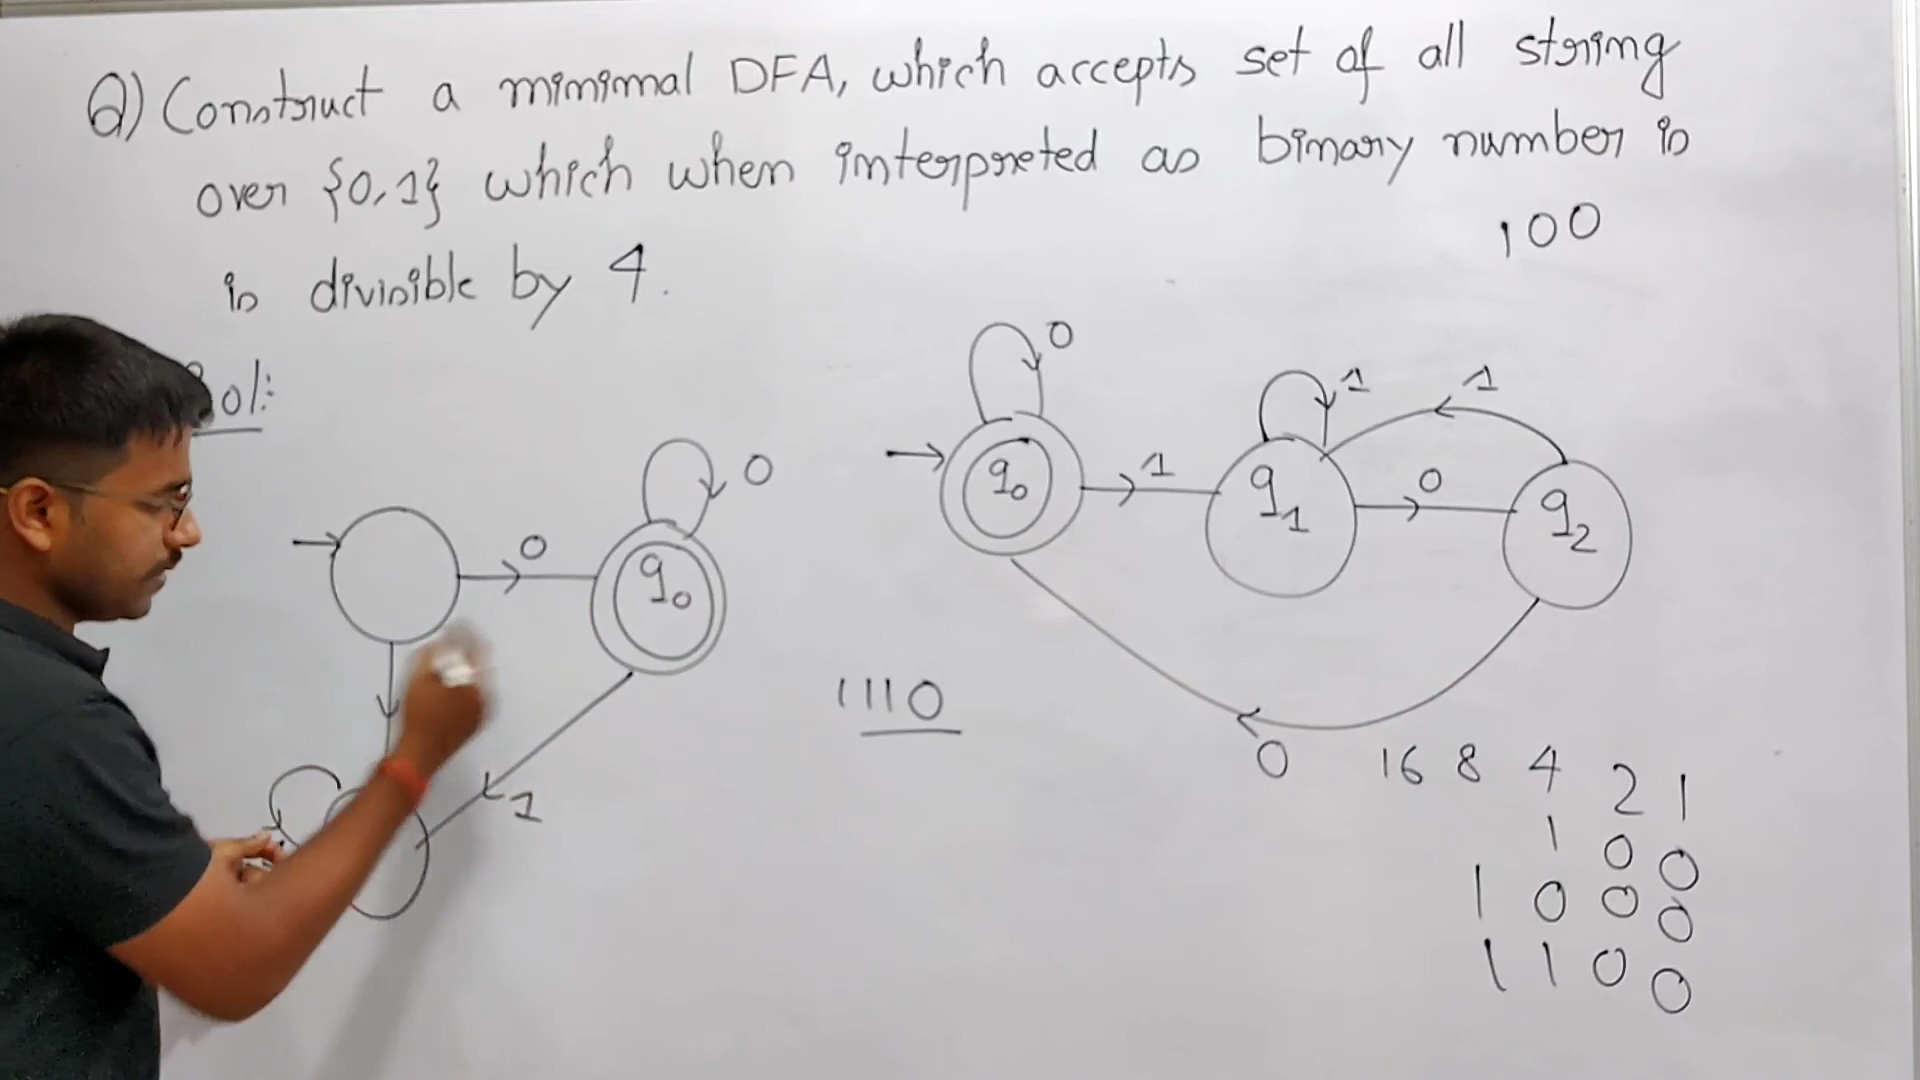 Q) Construct a minimal DFA, which accepts set of all string
over {0,1} which when interpreted as binary number is
is divisible by 4.
100
Sol:
0
q0
0
1
0
q0
1
1
q1
0
1
q2
0
1110
16 8 4 2 1
1 0 0
1 0 0 0
1 1 0 0